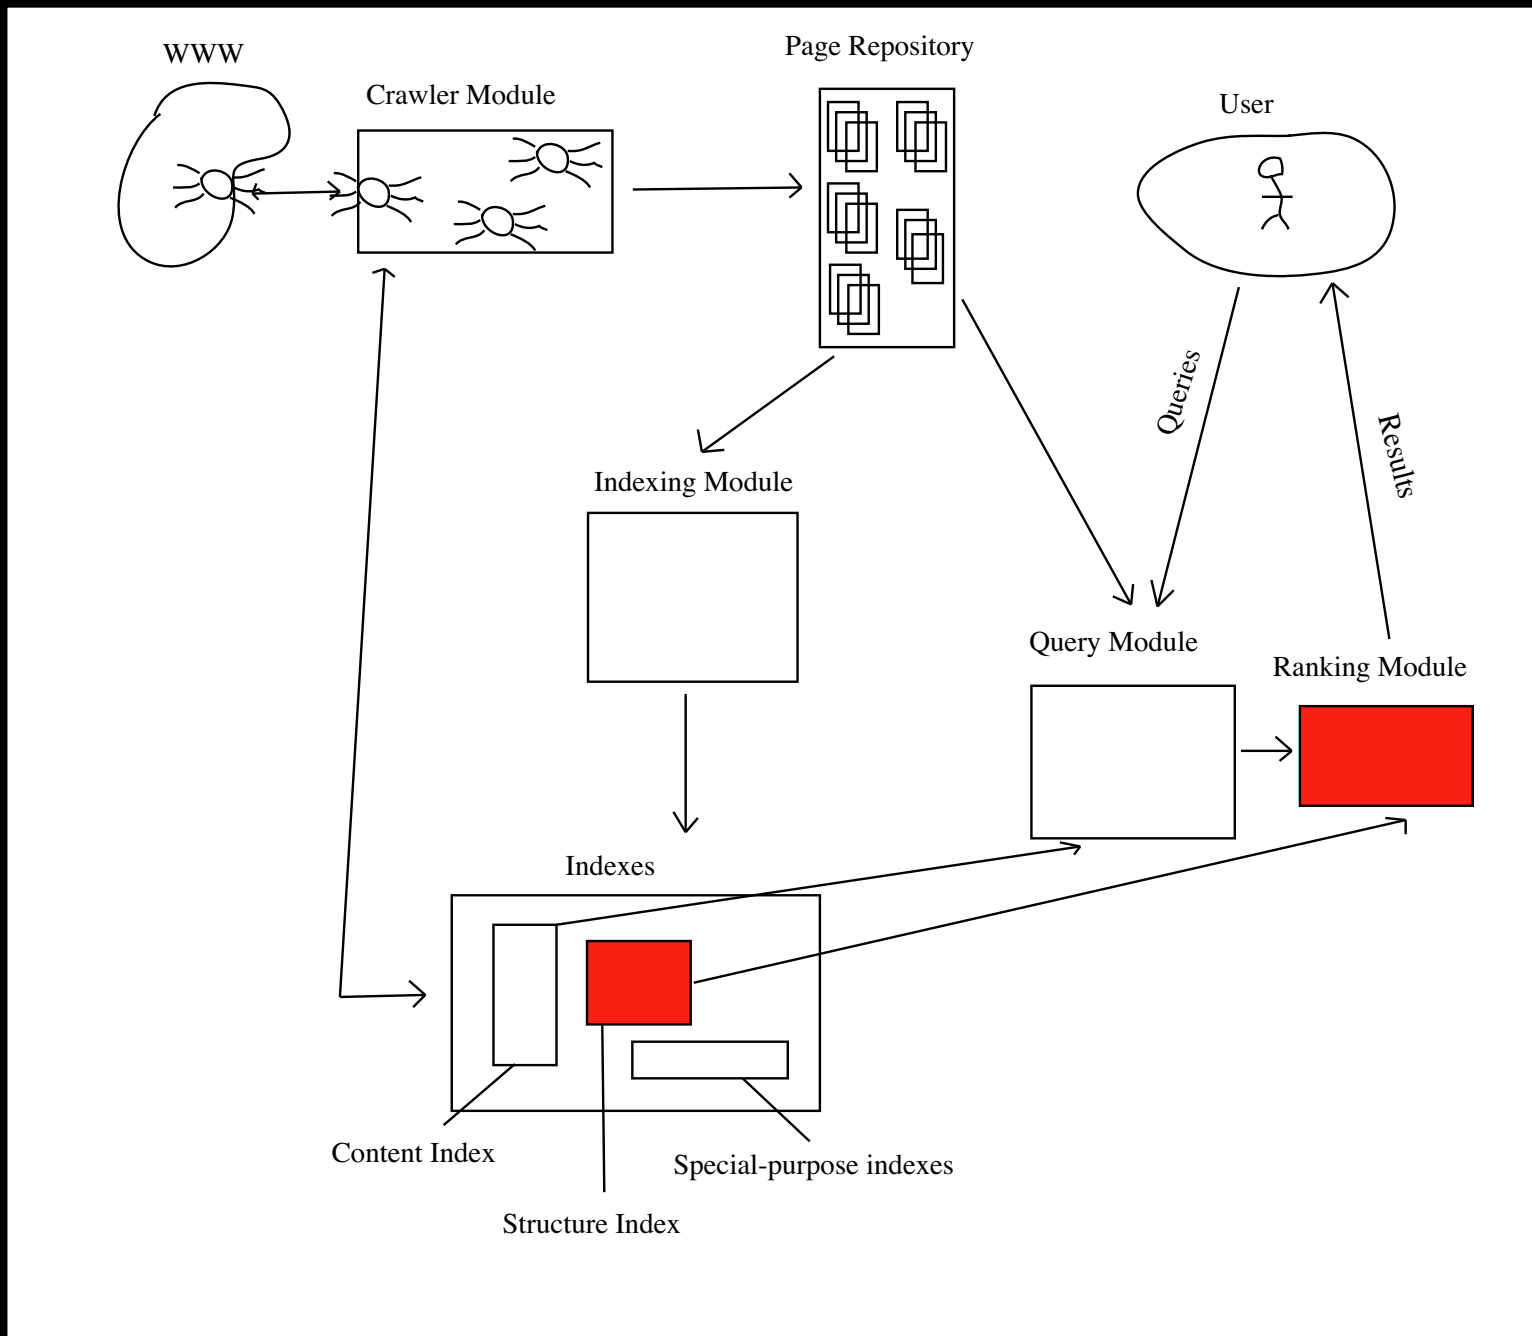 WWW
Crawler Module
Page Repository
User
Queries
Results
Indexing Module
Query Module
Ranking Module
Indexes
Content Index
Special-purpose indexes
Structure Index